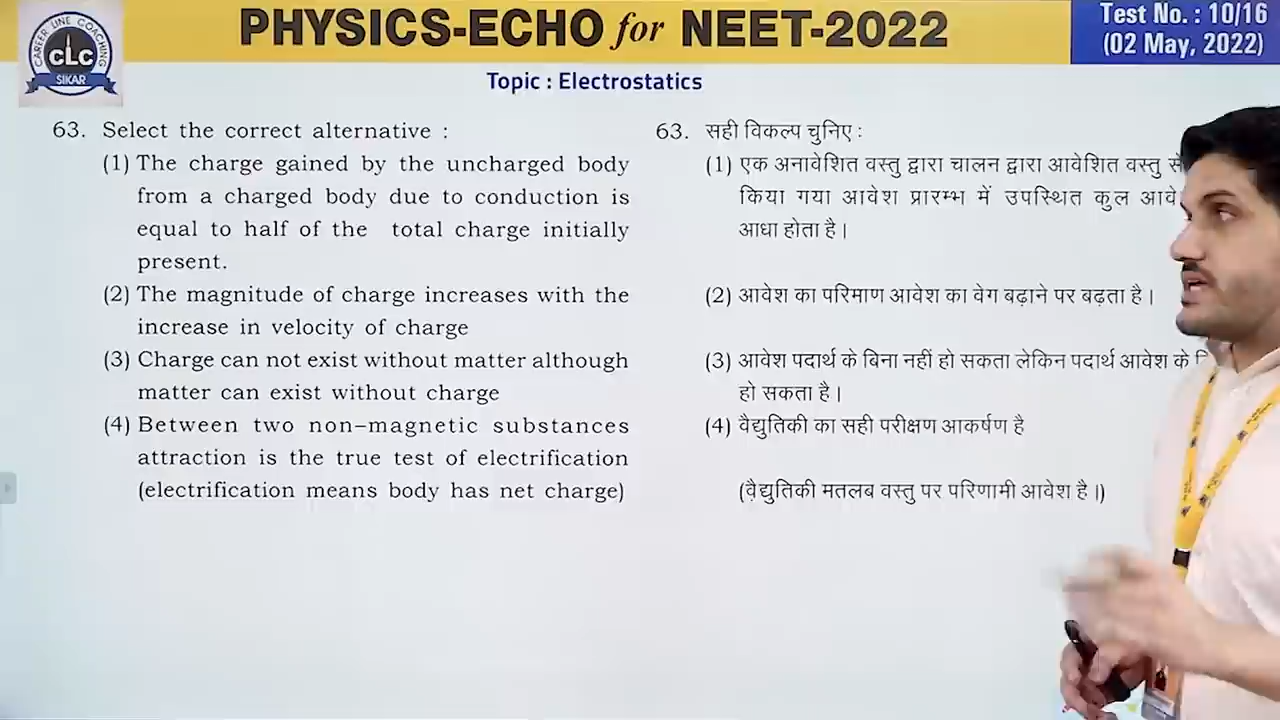 PHYSICS-ECHO for NEET-2022
Test No. : 10/16
(02 May, 2022)
CAREER LINE COACHING
CLC
SIKAR
Topic : Electrostatics
63. Select the correct alternative :
(1) The charge gained by the uncharged body
from a charged body due to conduction is
equal to half of the total charge initially
present.
(2) The magnitude of charge increases with the
increase in velocity of charge
(3) Charge can not exist without matter although
matter can exist without charge
(4) Between two non-magnetic substances
attraction is the true test of electrification
(electrification means body has net charge)
63. सही विकल्प चुनिए :
(1) एक अनावेशित वस्तु द्वारा चालन द्वारा आवेशित वस्तु
किया गया आवेश प्रारम्भ में उपस्थित कुल
आधा होता है।
(2) आवेश का परिमाण आवेश का वेग बढ़ाने पर बढ़ता है।
(3) आवेश पदार्थ के बिना नहीं हो सकता लेकिन पदार्थ आवेश के
हो सकता है।
(4) वैद्युतिकी का सही परीक्षण आकर्षण है
(वै़द्युतिकी मतलब वस्तु पर परिणामी आवेश है।)